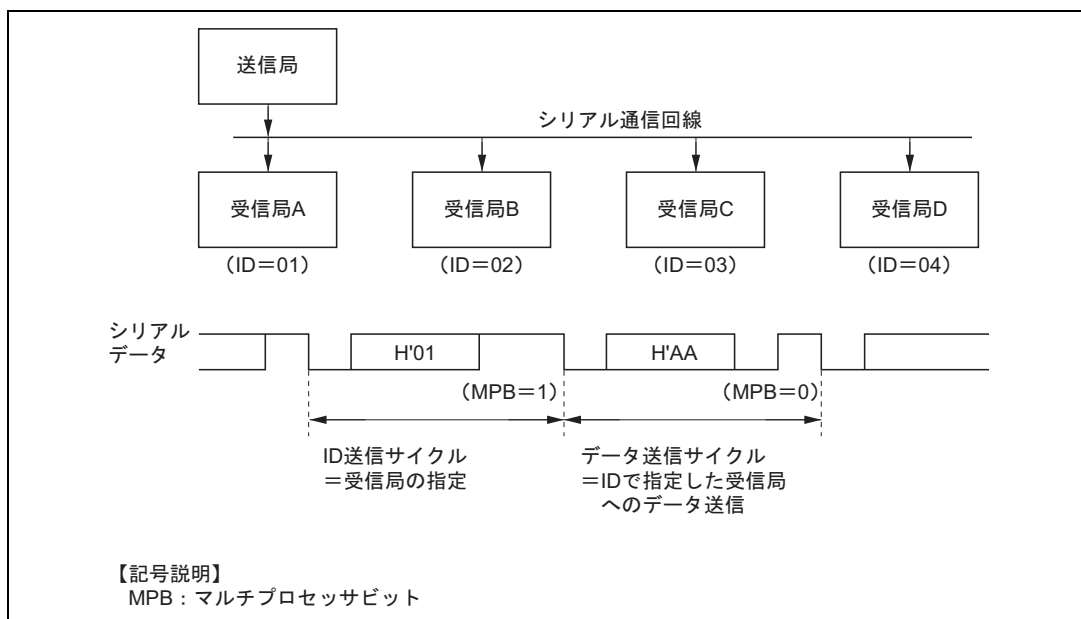 送信局
シリアル通信回線
受信局A
受信局B
受信局C
受信局D
（ID＝01）
（ID＝02）
（ID＝03）
（ID＝04）
シリアル
データ
H'01
H'AA
（MPB＝1）
（MPB＝0）
ID送信サイクル
＝受信局の指定
データ送信サイクル
＝IDで指定した受信局
へのデータ送信
【記号説明】
MPB：マルチプロセッサビット